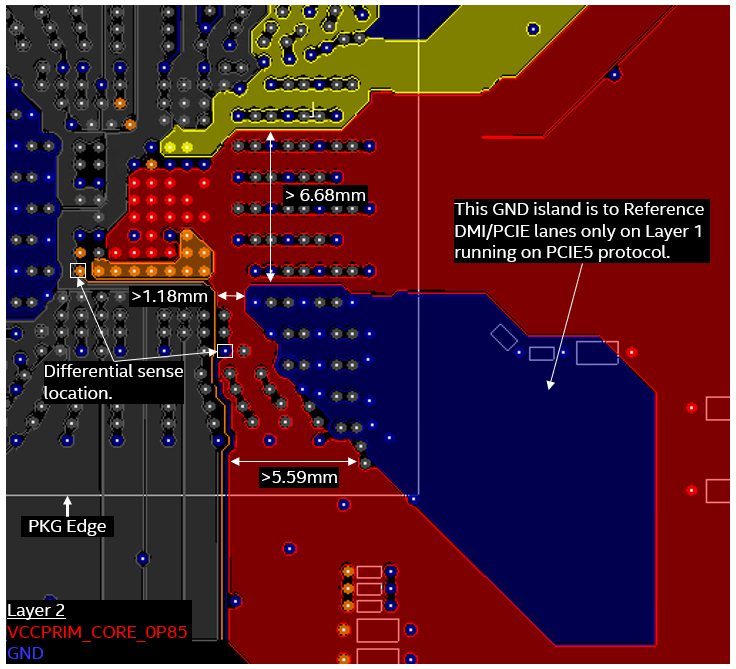 > 6.68mm
This GND island is to Reference
DMI/PCIE lanes only on Layer 1
running on PCIE5 protocol.
>1.18mm
Differential sense
location.
>5.59mm
PKG Edge
Layer 2
VCCPRIM_CORE_0P85
GND